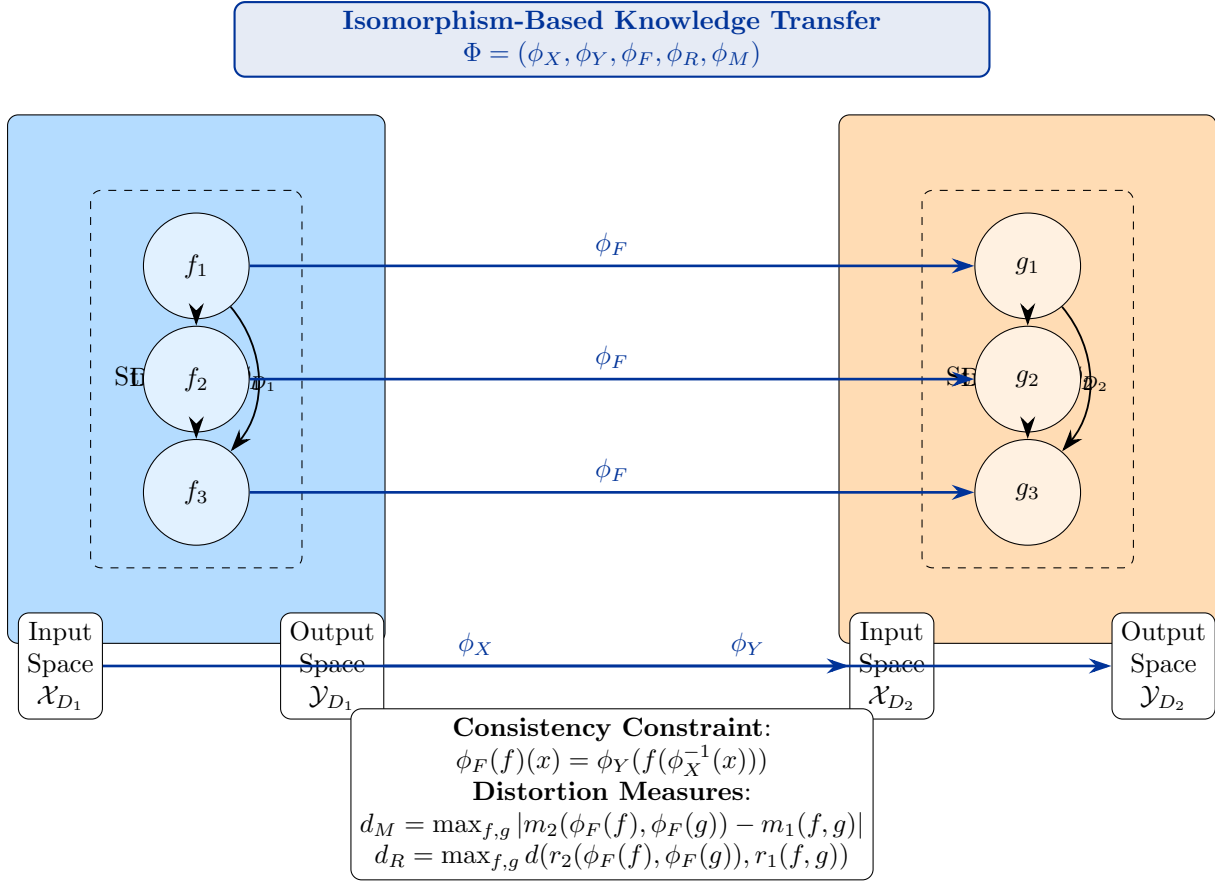 Isomorphism-Based Knowledge Transfer
Φ = (ϕ_X, ϕ_Y, ϕ_F, ϕ_R, ϕ_M)
f_1
ϕ_F
g_1
f_2
D_1
ϕ_F
g_2
D_2
f_3
ϕ_F
g_3
Input
Space
𝒳_{D_1}
Output
Space
𝒴_{D_1}
ϕ_X
ϕ_Y
Input
Space
𝒳_{D_2}
Output
Space
𝒴_{D_2}
Consistency Constraint:
ϕ_F(f)(x) = ϕ_Y(f(ϕ_X^{-1}(x)))
Distortion Measures:
d_M = max_{f,g} |m_2(ϕ_F(f), ϕ_F(g)) − m_1(f, g)|
d_R = max_{f,g} d(r_2(ϕ_F(f), ϕ_F(g)), r_1(f, g))